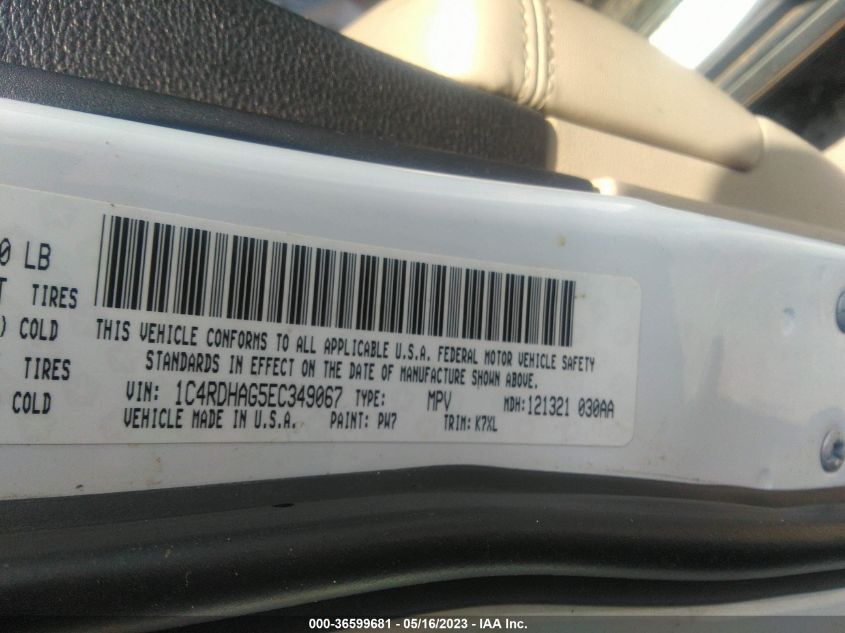 0 LB
T TIRES
) COLD
TIRES
COLD
THIS VEHICLE CONFORMS TO ALL APPLICABLE U.S.A. FEDERAL MOTOR VEHICLE SAFETY
STANDARDS IN EFFECT ON THE DATE OF MANUFACTURE SHOWN ABOVE.
VIN: 1C4RDHAG5EC349067 TYPE: MPV MDH:121321 030AA
VEHICLE MADE IN U.S.A. PAINT: PW7 TRIM: K7XL
000-36599681 - 05/16/2023 - IAA Inc.